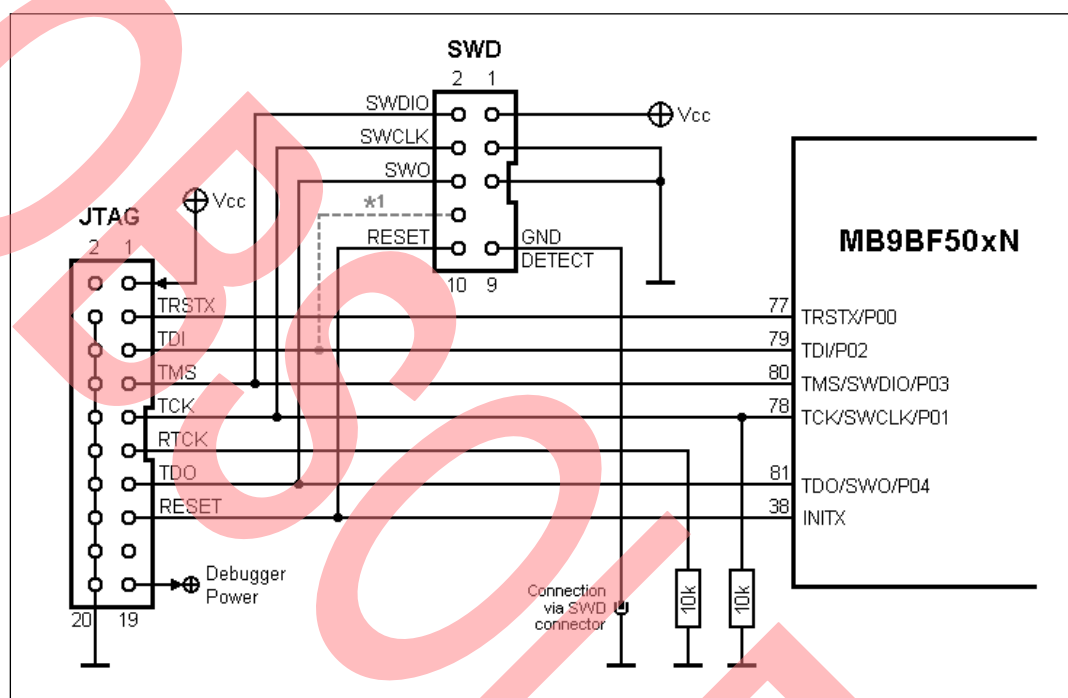 SWD
2 1
SWDIO
Vcc
SWCLK
SWO
*1
Vcc
JTAG
RESET
GND
DETECT
2 1
10 9
MB9BF50xN
TRSTX
77
TRSTX/P00
TDI
79
TDI/P02
TMS
80
TMS/SWDIO/P03
TCK
78
TCK/SWCLK/P01
RTCK
TDO
81
TDO/SWO/P04
RESET
38
INITX
Debugger
Power
Connection
via SWD
connector
10k
10k
20 19